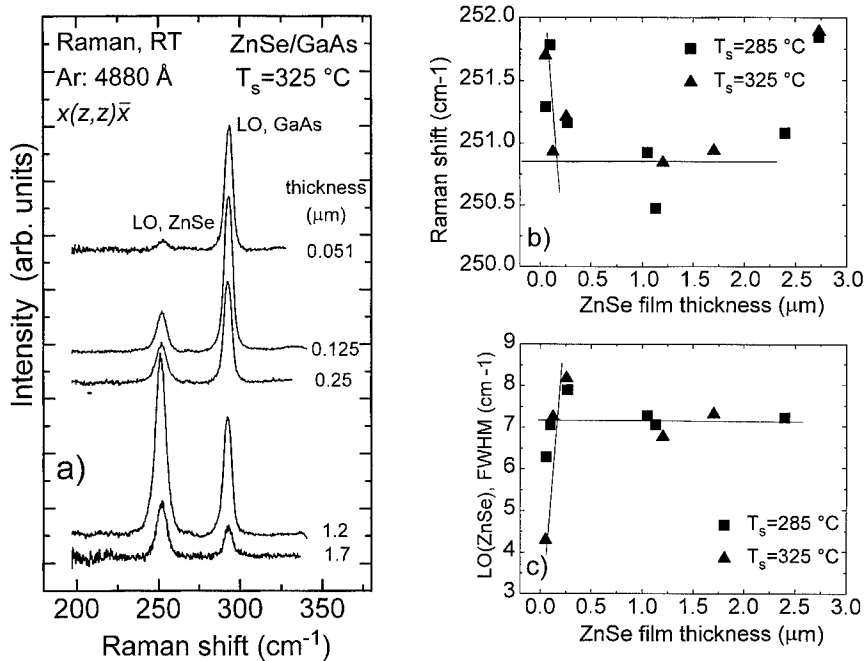 Raman, RT ZnSe/GaAs
Ar: 4880 Å T_s=325 °C
x(z,z)x̄
LO, GaAs
thickness
(μm)
LO, ZnSe
0.051
0.125
0.25
a)
1.2
1.7
Intensity (arb. units)
200 250 300 350
Raman shift (cm⁻¹)
252.0
251.5
251.0
250.5
250.0
Raman shift (cm-1)
■ T_s=285 °C
▲ T_s=325 °C
b)
0.0 0.5 1.0 1.5 2.0 2.5 3.0
ZnSe film thickness (μm)
9
8
7
6
5
4
3
LO(ZnSe), FWHM (cm -1)
■ T_s=285 °C
▲ T_s=325 °C
c)
0.0 0.5 1.0 1.5 2.0 2.5 3.0
ZnSe film thickness (μm)